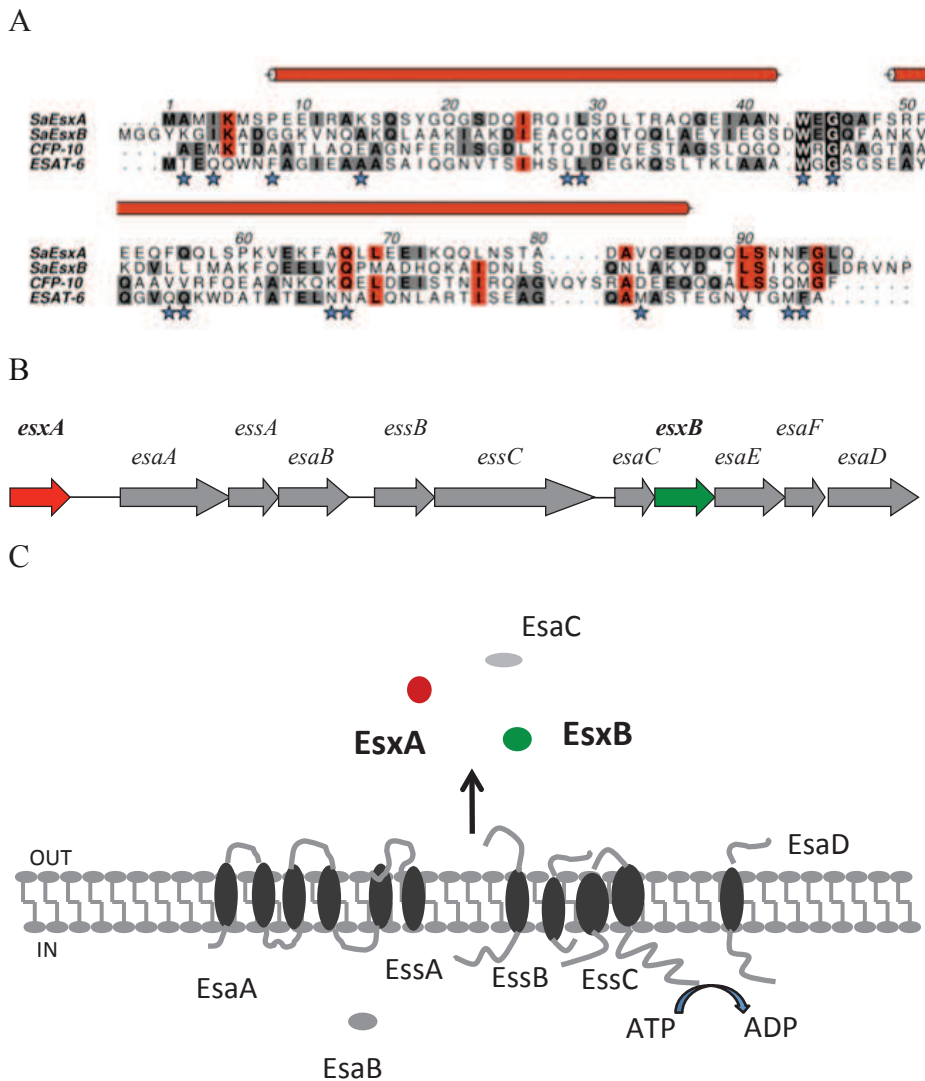 A
1 10 20 30 40 50
SaEsxA . . . MAMIKMSPEEIRAKSQSYGQGSDQIRQILSDLTRAQGEIAAN.WEGQAFSRF
SaEsxB MGGYKGIKADGGKVNQAKQLAAKIAKDIEACQKQTQQLAEYIEGSDWEGQFANKV
CFP-10 . . . . AEMKTDAATLAQEAGNFERISGDLKTQIDQVESTAGSLQGQ.WRGAAGTAA
ESAT-6 . . . MTEQQWNFAGIEAAASAIQGNVTSIHSLLDEGKQSLTKLAAA.WGGSGSEAY
60 70 80 90
SaEsxA EEQFQQLSPKVEKFAQLLEEIKQQLNSTA . . . . . DAVQEQDQQLSNNFGLQ . . . . . .
SaEsxB KDVLLIMAKFQEELVQPMADHQKAIDNLS . . . . . QNLAKYD.TLSIKQGLDRVNP
CFP-10 QAAVVRFQEAANKQKQELDEISTNIRQAGVQYSRADEEQQQALSSQMGF . . . . . . .
ESAT-6 QGVQQKWDATATELNNALQNLARTISEAG . . . . . QAMASTEGNVTGMFA . . . . . . .
B
esxA essA essB esxB esaF
esaA esaB essC esaC esaE esaD
C
EsaC
EsxA EsxB
OUT EsaD
IN
EsaA EssA EssB EssC
ATP ADP
EsaB